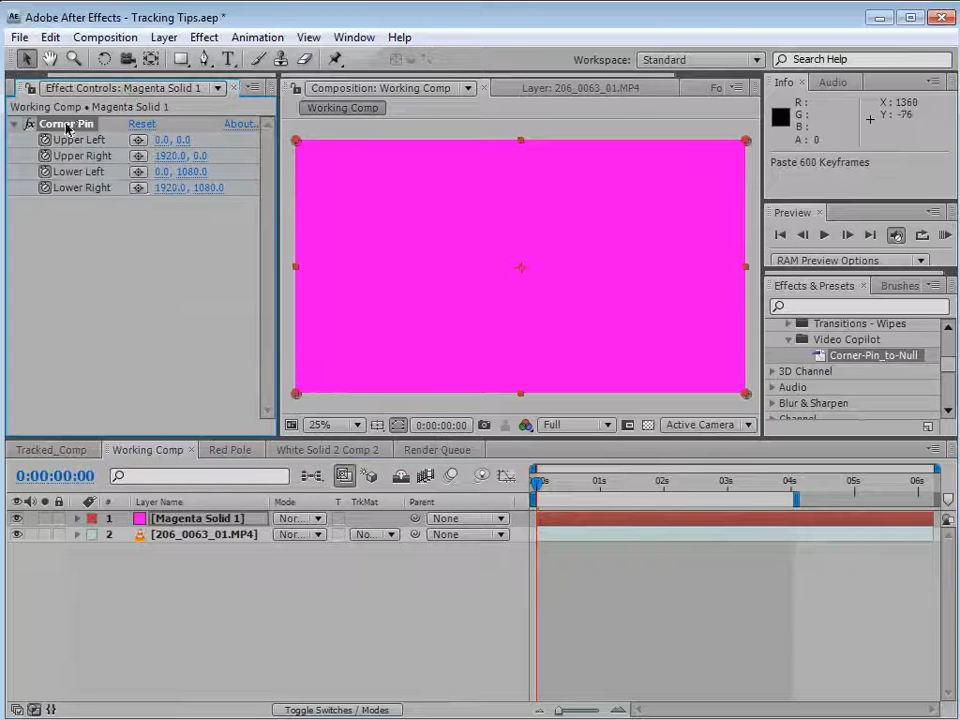 Adobe After Effects - Tracking Tips.aep *
File Edit Composition Layer Effect Animation View Window Help
Workspace: Standard Search Help
Effect Controls: Magenta Solid 1
Working Comp • Magenta Solid 1
fx Corner Pin Reset About...
Upper Left 0.0, 0.0
Upper Right 1920.0, 0.0
Lower Left 0.0, 1080.0
Lower Right 1920.0, 1080.0
Composition: Working Comp Layer: 206_0063_01.MP4 Fo
Working Comp
25% 0:00:00:00 Full Active Camera
Info Audio
R: X: 1360
G: Y: -76
B:
A: 0
Paste 600 Keyframes
Preview
RAM Preview Options
Effects & Presets Brushes
Transitions - Wipes
Video Copilot
Corner-Pin_to-Null
3D Channel
Audio
Blur & Sharpen
Channel
Tracked_Comp Working Comp Red Pole White Solid 2 Comp 2 Render Queue
0:00:00:00
# Layer Name Mode T TrkMat Parent
1 [Magenta Solid 1] Nor... None
2 [206_0063_01.MP4] Nor... No... None
01s 02s 03s 04s 05s 06s
Toggle Switches / Modes